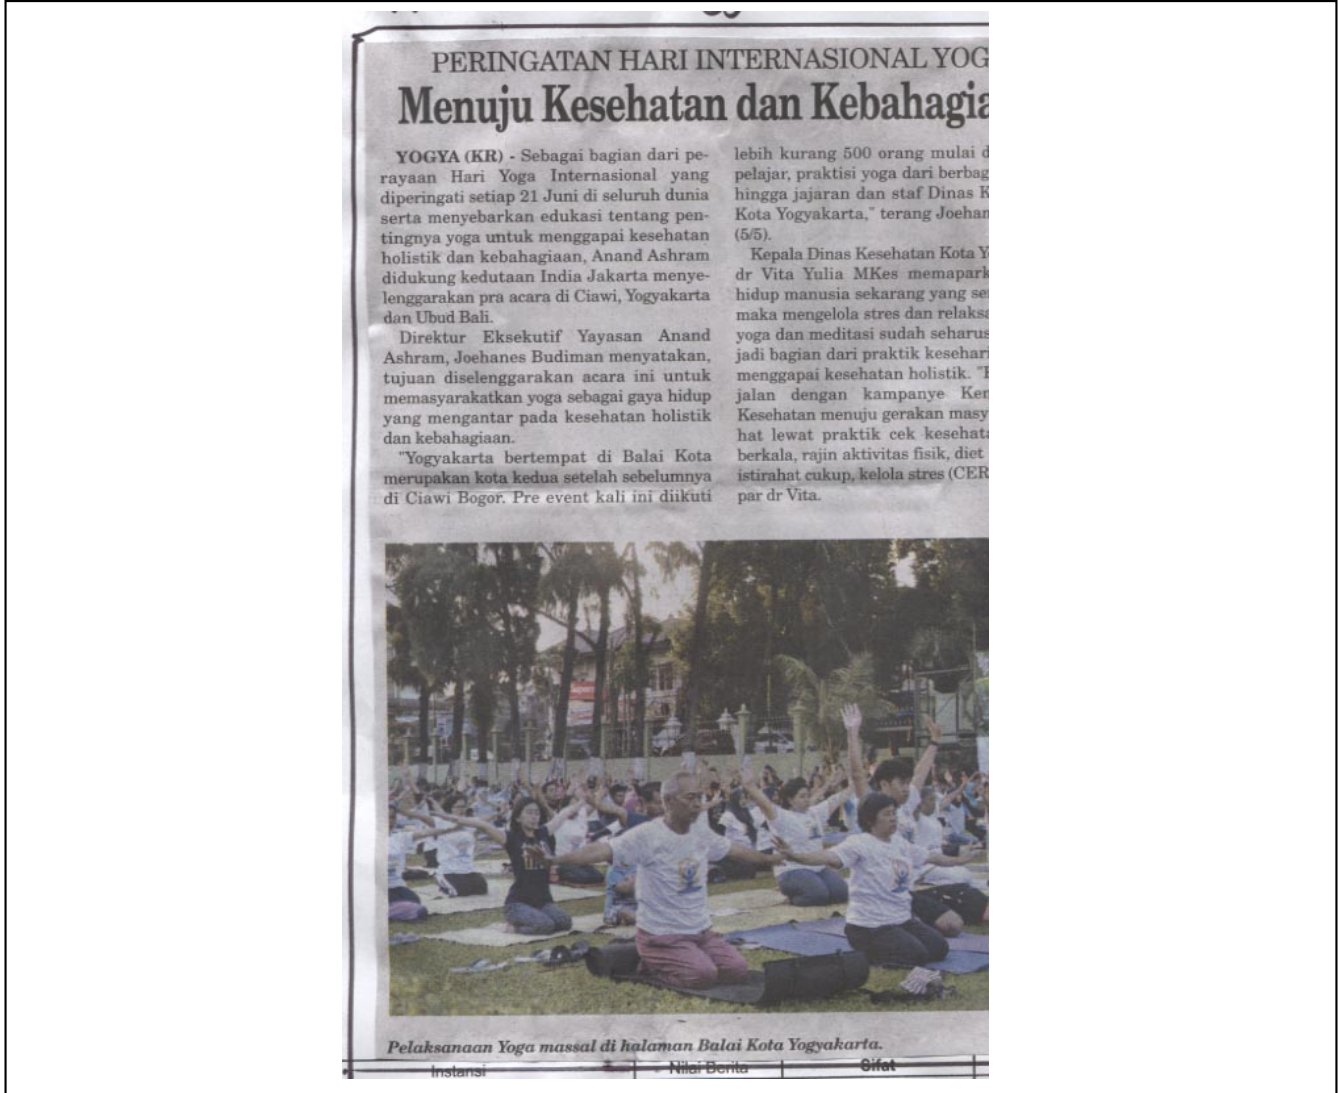 PERINGATAN HARI INTERNASIONAL YOG
Menuju Kesehatan dan Kebahagia
YOGYA (KR) - Sebagai bagian dari pe-
rayaan Hari Yoga Internasional yang
diperingati setiap 21 Juni di seluruh dunia
serta menyebarkan edukasi tentang pen-
tingnya yoga untuk menggapai kesehatan
holistik dan kebahagiaan, Anand Ashram
didukung kedutaan India Jakarta menye-
lenggarakan pra acara di Ciawi, Yogyakarta
dan Ubud Bali.
Direktur Eksekutif Yayasan Anand
Ashram, Joehanes Budiman menyatakan,
tujuan diselenggarakan acara ini untuk
memasyarakatkan yoga sebagai gaya hidup
yang mengantar pada kesehatan holistik
dan kebahagiaan.
"Yogyakarta bertempat di Balai Kota
merupakan kota kedua setelah sebelumnya
di Ciawi Bogor. Pre event kali ini diikuti
lebih kurang 500 orang mulai d
pelajar, praktisi yoga dari berbag
hingga jajaran dan staf Dinas K
Kota Yogyakarta," terang Joehan
(5/5).
Kepala Dinas Kesehatan Kota Y
dr Vita Yulia MKes memapark
hidup manusia sekarang yang se
maka mengelola stres dan relaksa
yoga dan meditasi sudah seharus
jadi bagian dari praktik kesehari
menggapai kesehatan holistik. "
jalan dengan kampanye Kem
Kesehatan menuju gerakan masy
hat lewat praktik cek kesehata
berkala, rajin aktivitas fisik, diet
istirahat cukup, kelola stres (CER
par dr Vita.
Pelaksanaan Yoga massal di halaman Balai Kota Yogyakarta.
Instansi Nilai Berita Sifat